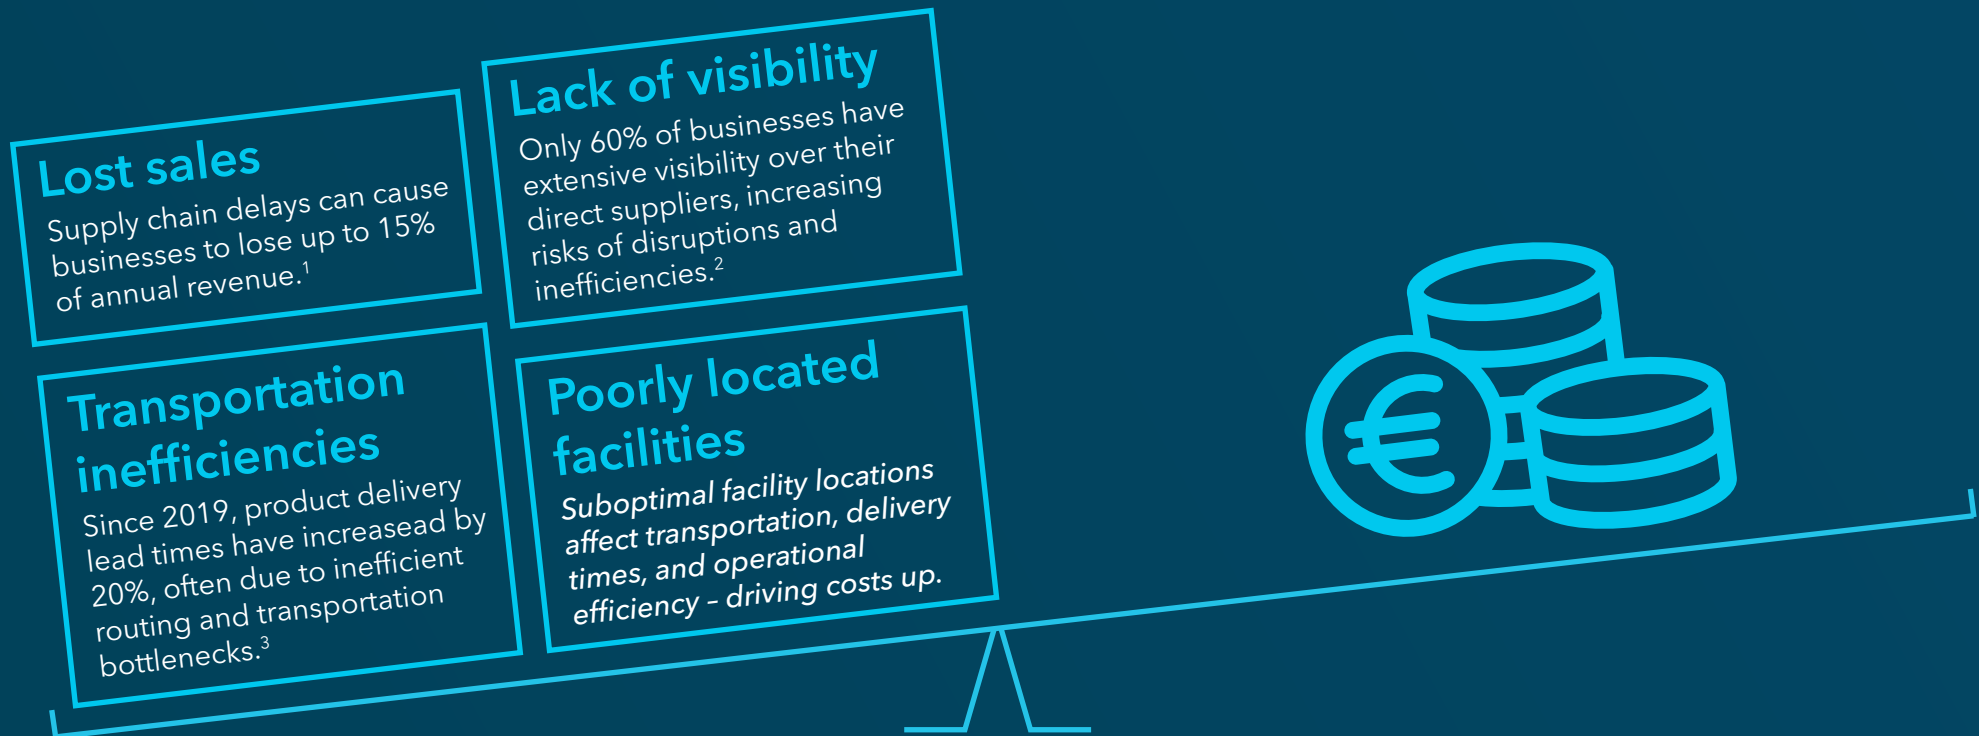 Lost sales
Supply chain delays can cause
businesses to lose up to 15%
of annual revenue.¹
Lack of visibility
Only 60% of businesses have
extensive visibility over their
direct suppliers, increasing
risks of disruptions and
inefficiencies.²
Transportation
inefficiencies
Since 2019, product delivery
lead times have increasead by
20%, often due to inefficient
routing and transportation
bottlenecks.³
Poorly located
facilities
Suboptimal facility locations
affect transportation, delivery
times, and operational
efficiency – driving costs up.
€